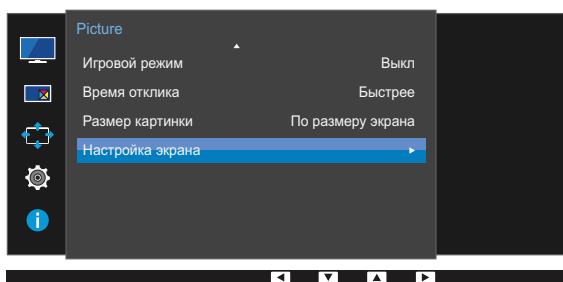 Picture
Игровой режим Выкл
Время отклика Быстрее
Размер картинки По размеру экрана
Настройка экрана